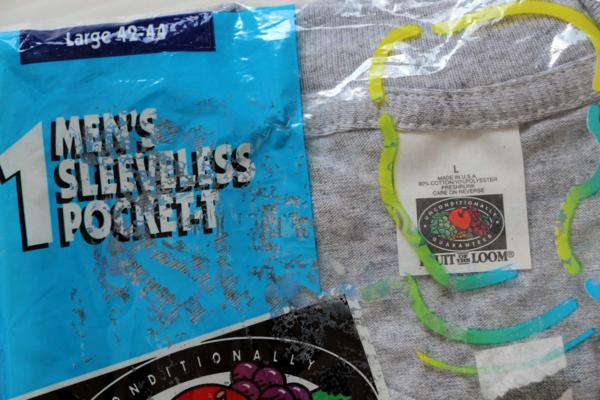 Large 42-44
1 MEN'S
SLEEVELESS
POCKET-T
L
MADE IN U.S.A.
PRESHRUNK
CARE ON REVERSE
UNCONDITIONALLY
GUARANTEED
FRUIT OF THE LOOM®
CONDITIONALLY